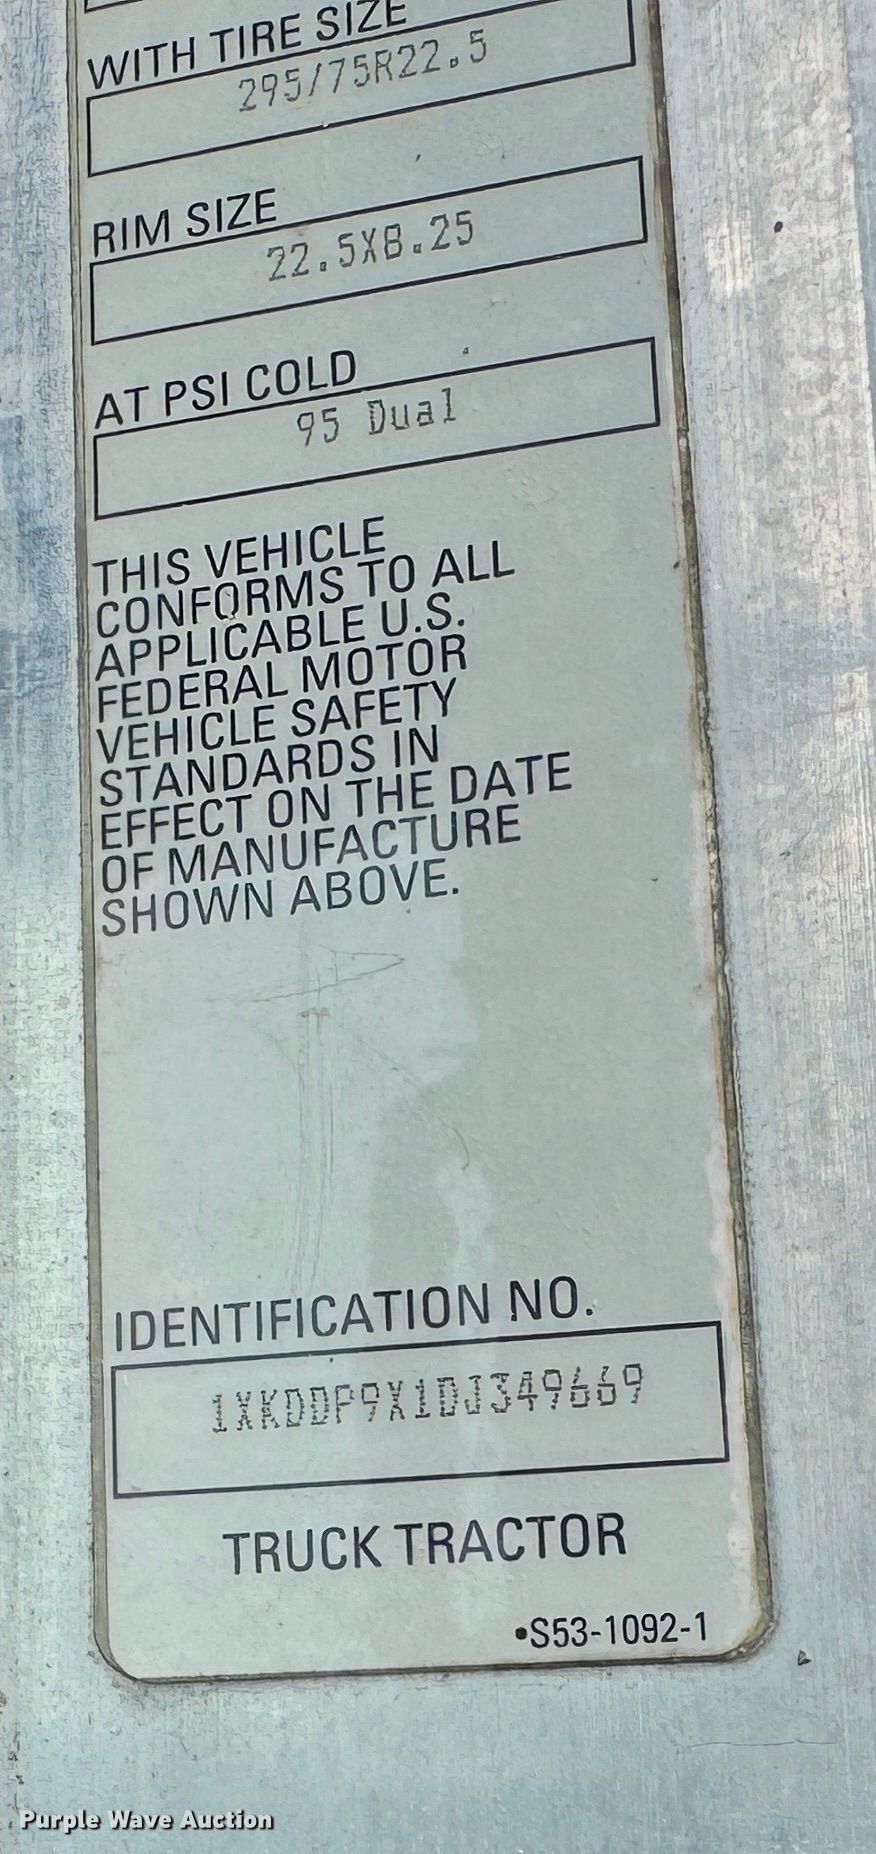 WITH TIRE SIZE
295/75R22.5
RIM SIZE
22.5X8.25
AT PSI COLD
95 Dual
THIS VEHICLE
CONFORMS TO ALL
APPLICABLE U.S.
FEDERAL MOTOR
VEHICLE SAFETY
STANDARDS IN
EFFECT ON THE DATE
OF MANUFACTURE
SHOWN ABOVE.
IDENTIFICATION NO.
1XKDDP9X1DJ349669
TRUCK TRACTOR
•S53-1092-1
Purple Wave Auction